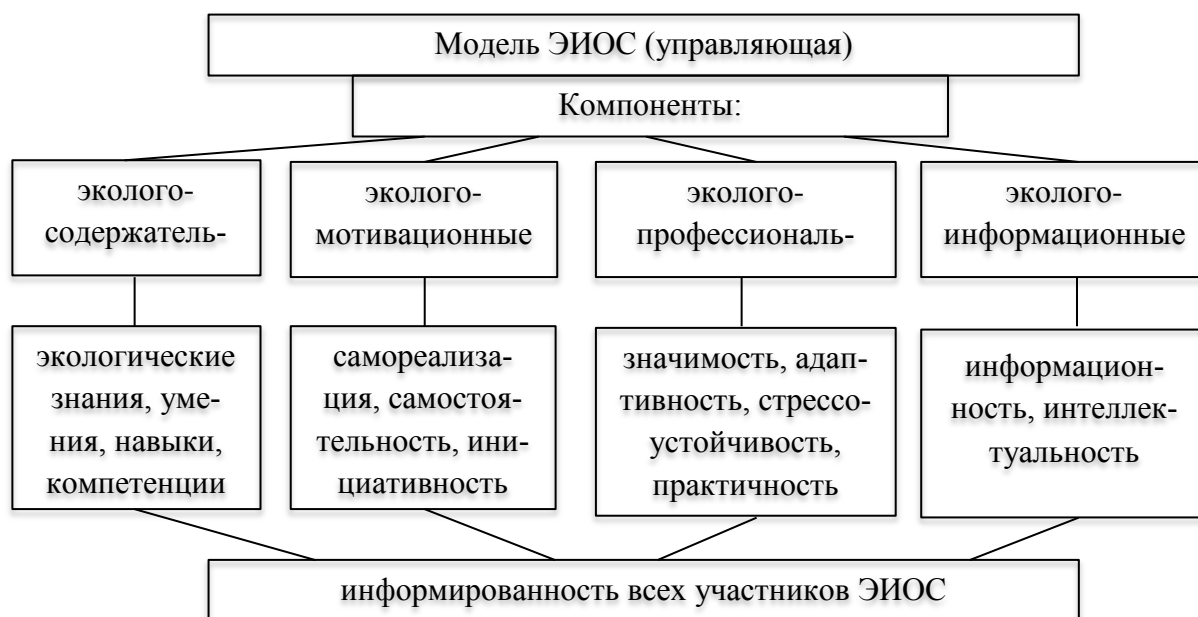 Модель ЭИОС (управляющая)
Компоненты:
эколого-
содержатель-
эколого-
мотивационные
эколого-
профессиональ-
эколого-
информационные
экологические
знания, уме-
ния, навыки,
компетенции
самореализа-
ция, самостоя-
тельность, ини-
циативность
значимость, адап-
тивность, стрессо-
устойчивость,
практичность
информацион-
ность, интеллек-
туальность
информированность всех участников ЭИОС